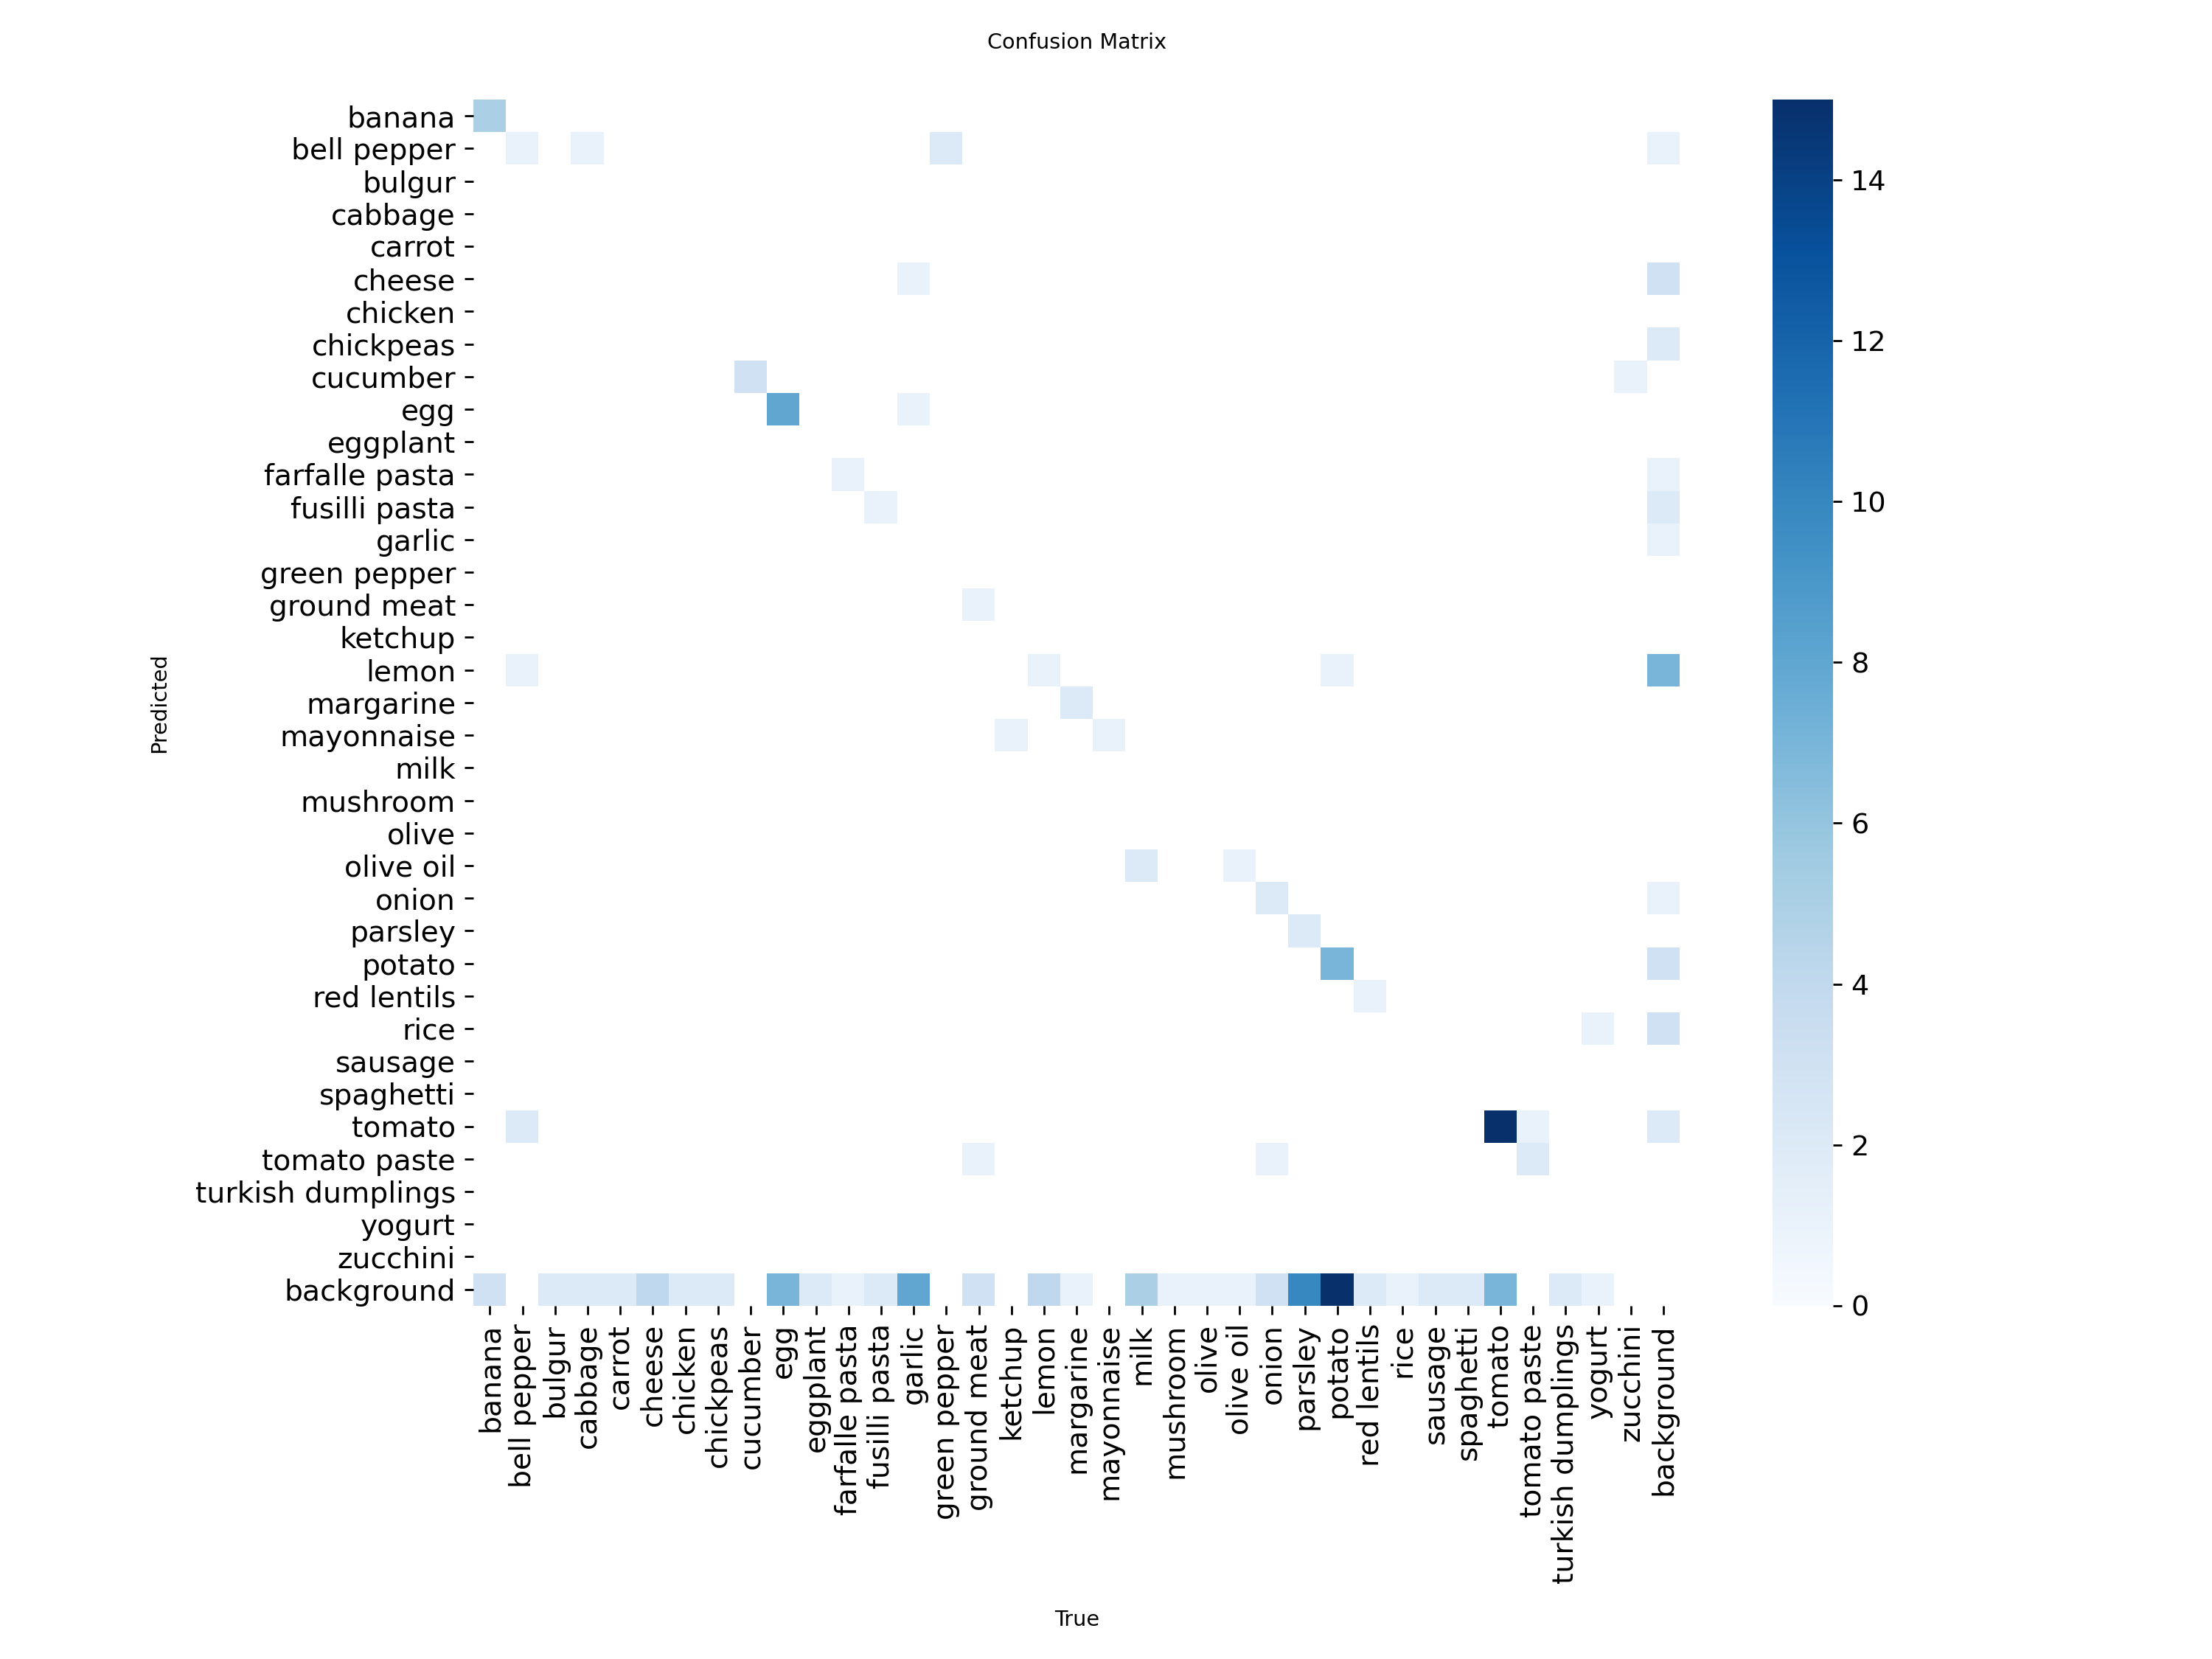 Confusion Matrix
banana
bell pepper
bulgur
cabbage
carrot
cheese
chicken
chickpeas
cucumber
egg
eggplant
farfalle pasta
fusilli pasta
garlic
green pepper
ground meat
ketchup
lemon
margarine
mayonnaise
milk
mushroom
olive
olive oil
onion
parsley
potato
red lentils
rice
sausage
spaghetti
tomato
tomato paste
turkish dumplings
yogurt
zucchini
background
Predicted
14
12
10
8
6
4
2
0
banana
bell pepper
bulgur
cabbage
carrot
cheese
chicken
chickpeas
cucumber
egg
eggplant
farfalle pasta
fusilli pasta
garlic
green pepper
ground meat
ketchup
lemon
margarine
mayonnaise
milk
mushroom
olive
olive oil
onion
parsley
potato
red lentils
rice
sausage
spaghetti
tomato
tomato paste
turkish dumplings
yogurt
zucchini
background
True